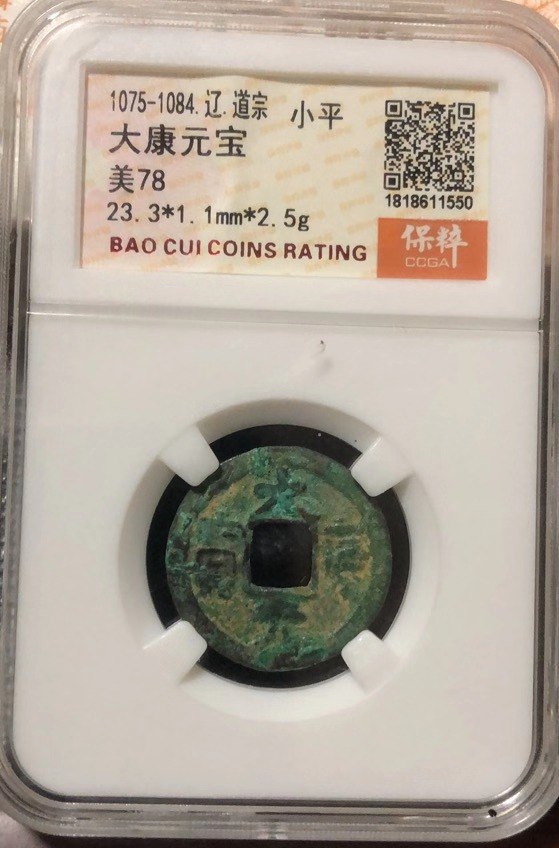 1075-1084.辽.道宗 小平
大康元宝
美78
23.3*1.1mm*2.5g
BAO CUI COINS RATING
1818611550
保粹
CCGA